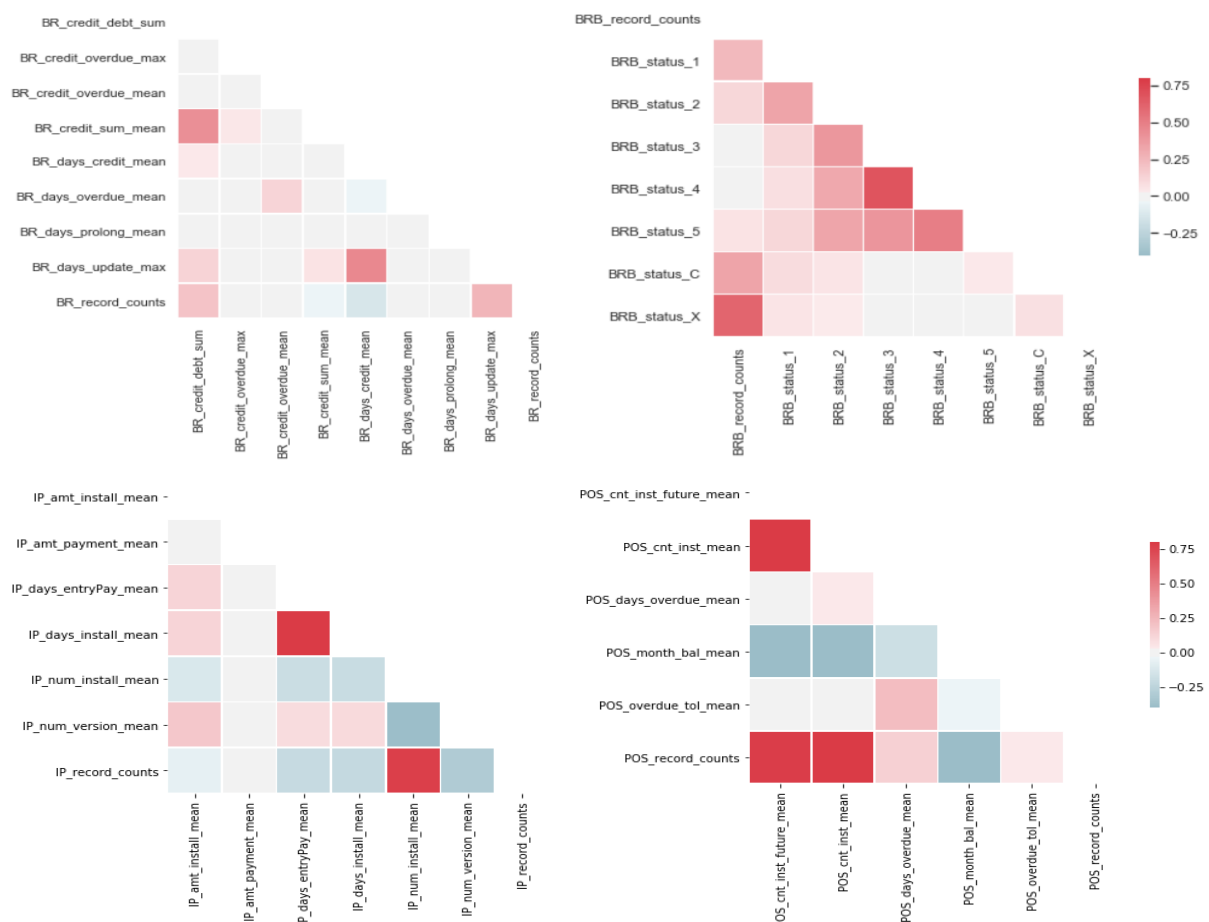 BR_credit_debt_sum
BR_credit_overdue_max
BR_credit_overdue_mean
BR_credit_sum_mean
BR_days_credit_mean
BR_days_overdue_mean
BR_days_prolong_mean
BR_days_update_max
BR_record_counts
BR_credit_debt_sum
BR_credit_overdue_max
BR_credit_overdue_mean
BR_credit_sum_mean
BR_days_credit_mean
BR_days_overdue_mean
BR_days_prolong_mean
BR_days_update_max
BR_record_counts
BRB_record_counts
BRB_status_1
BRB_status_2
BRB_status_3
BRB_status_4
BRB_status_5
BRB_status_C
BRB_status_X
BRB_record_counts
BRB_status_1
BRB_status_2
BRB_status_3
BRB_status_4
BRB_status_5
BRB_status_C
BRB_status_X
0.75
0.50
0.25
0.00
−0.25
IP_amt_install_mean
IP_amt_payment_mean
IP_days_entryPay_mean
IP_days_install_mean
IP_num_install_mean
IP_num_version_mean
IP_record_counts
IP_amt_install_mean
IP_amt_payment_mean
IP_days_entryPay_mean
IP_days_install_mean
IP_num_install_mean
IP_num_version_mean
IP_record_counts
POS_cnt_inst_future_mean
POS_cnt_inst_mean
POS_days_overdue_mean
POS_month_bal_mean
POS_overdue_tol_mean
POS_record_counts
OS_cnt_inst_future_mean
POS_cnt_inst_mean
POS_days_overdue_mean
POS_month_bal_mean
POS_overdue_tol_mean
POS_record_counts
0.75
0.50
0.25
0.00
−0.25